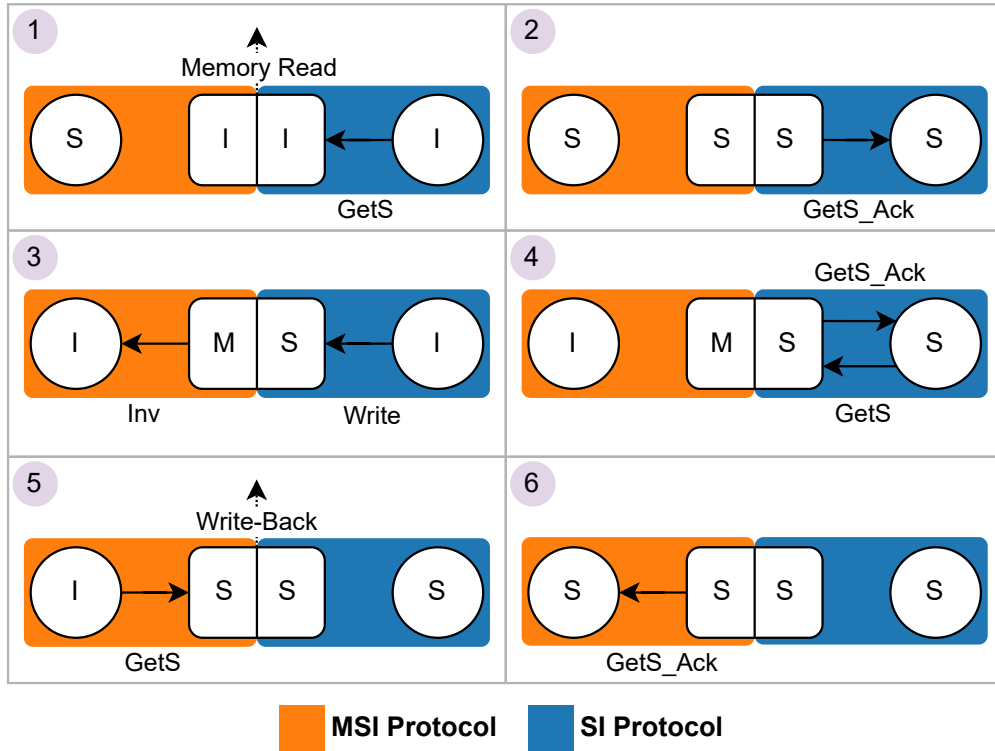 1
Memory Read
S I I I
GetS
2
S S S S
GetS_Ack
3
I M S I
Inv Write
4
GetS_Ack
I M S S
GetS
5
Write-Back
I S S S
GetS
6
S S S S
GetS_Ack
MSI Protocol SI Protocol